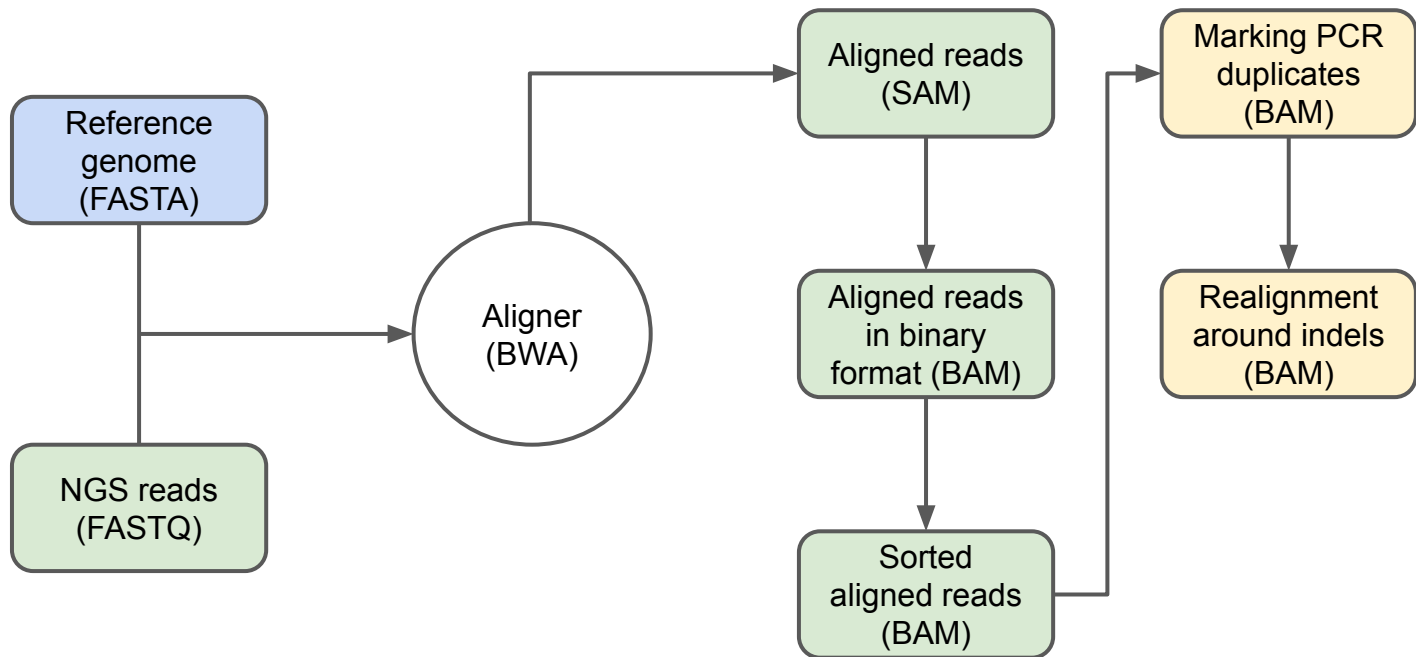 Reference
genome
(FASTA)
NGS reads
(FASTQ)
Aligner
(BWA)
Aligned reads
(SAM)
Aligned reads
in binary
format (BAM)
Sorted
aligned reads
(BAM)
Marking PCR
duplicates
(BAM)
Realignment
around indels
(BAM)